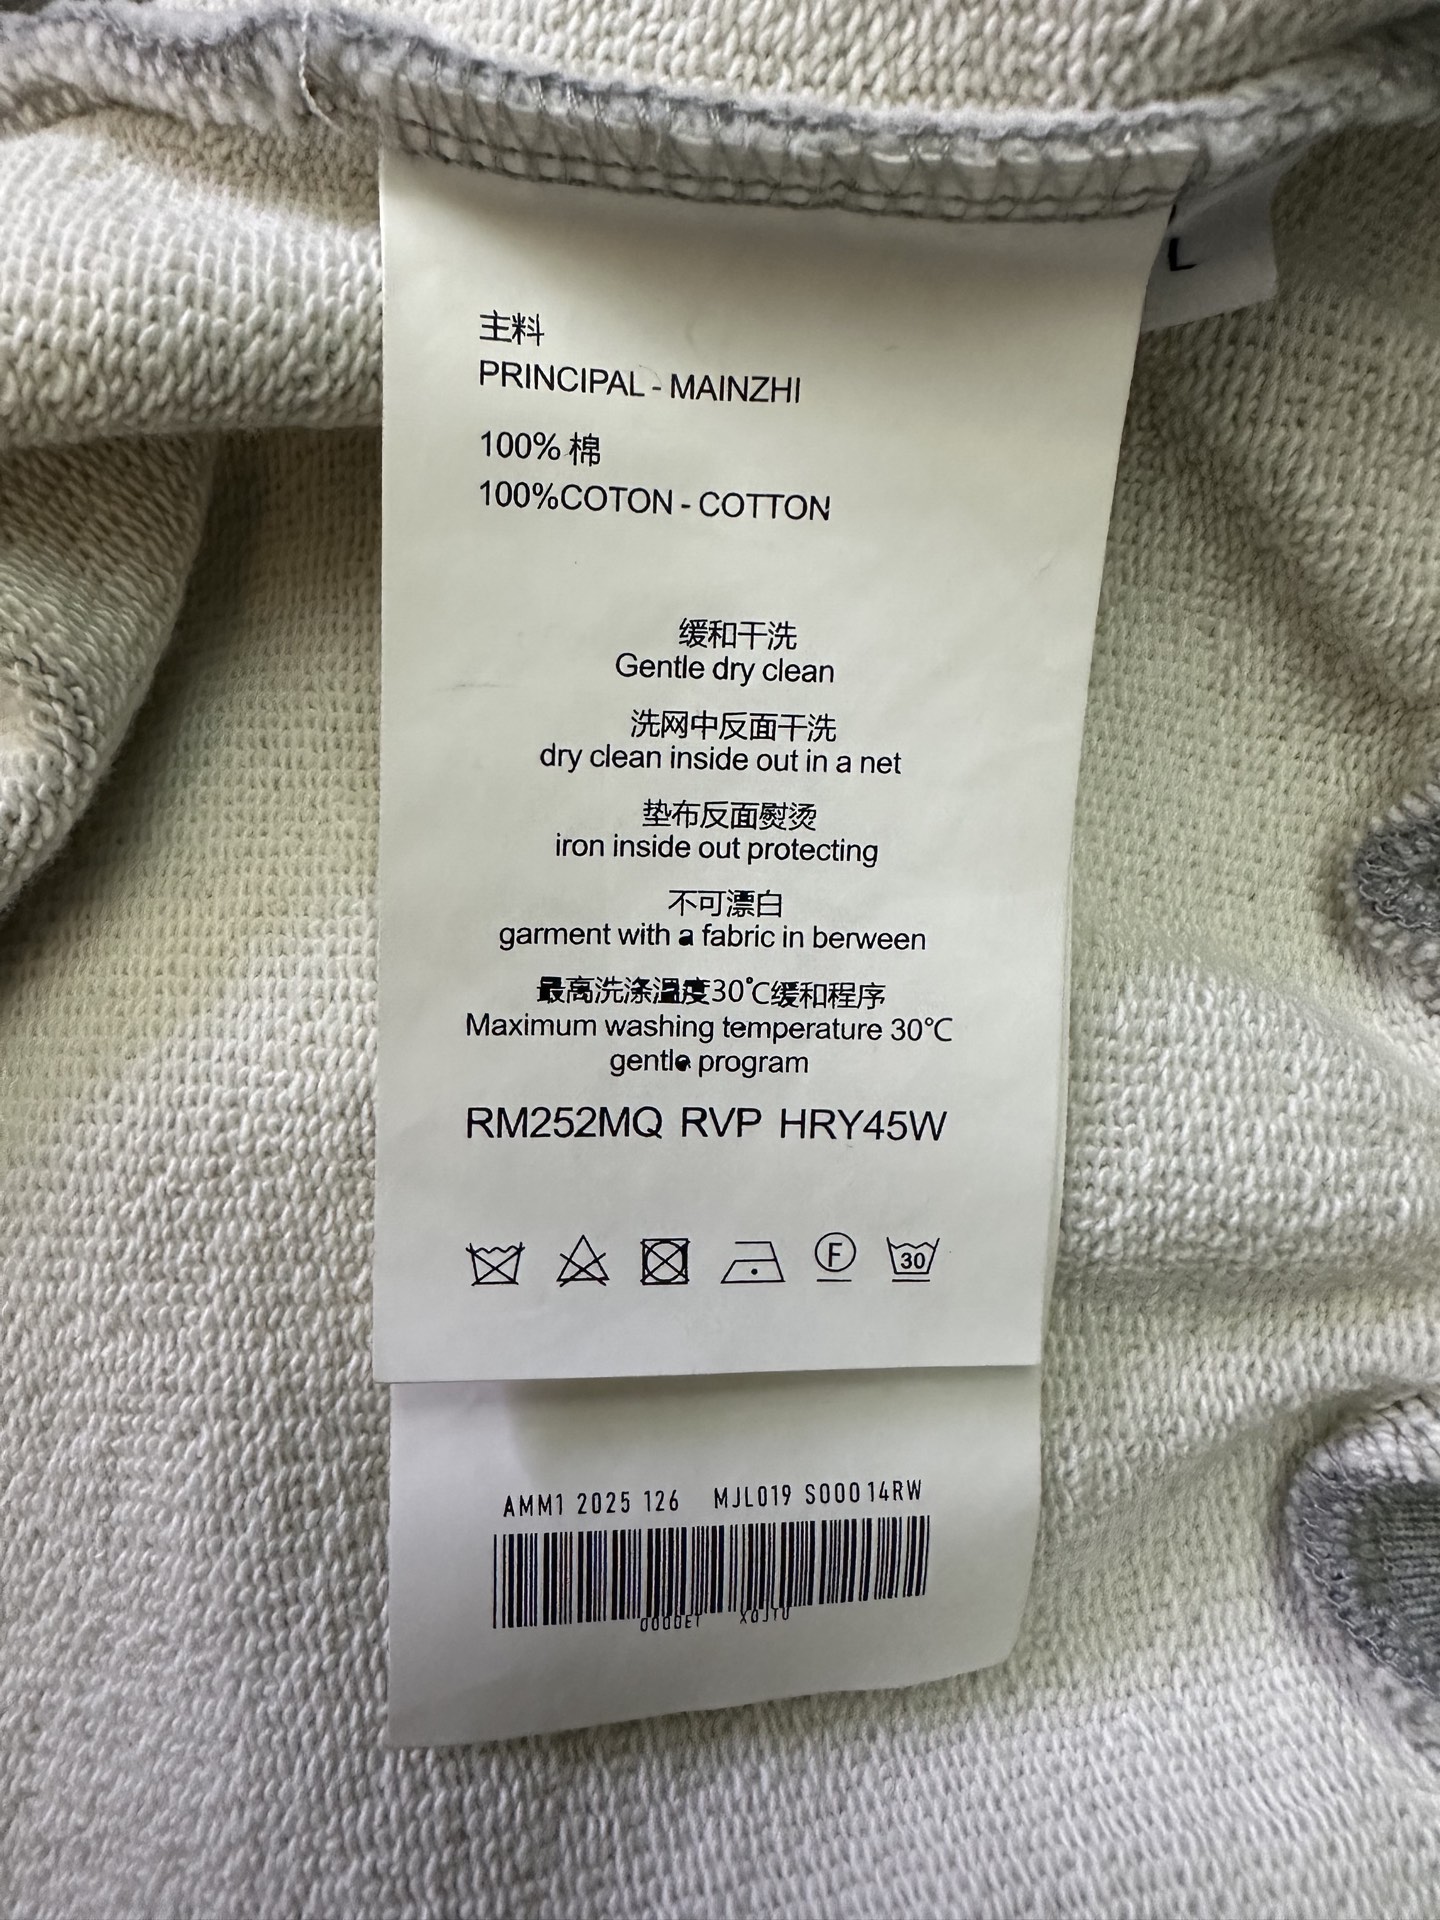 L
主料
PRINCIPAL - MAINZHI
100% 棉
100%COTON - COTTON
缓和干洗
Gentle dry clean
洗网中反面干洗
dry clean inside out in a net
垫布反面熨烫
iron inside out protecting
不可漂白
garment with a fabric in berween
最高洗涤温度30℃缓和程序
Maximum washing temperature 30℃
gentle program
RM252MQ RVP HRY45W
F
30
AMM1 2025 126 MJL019 S00014RW